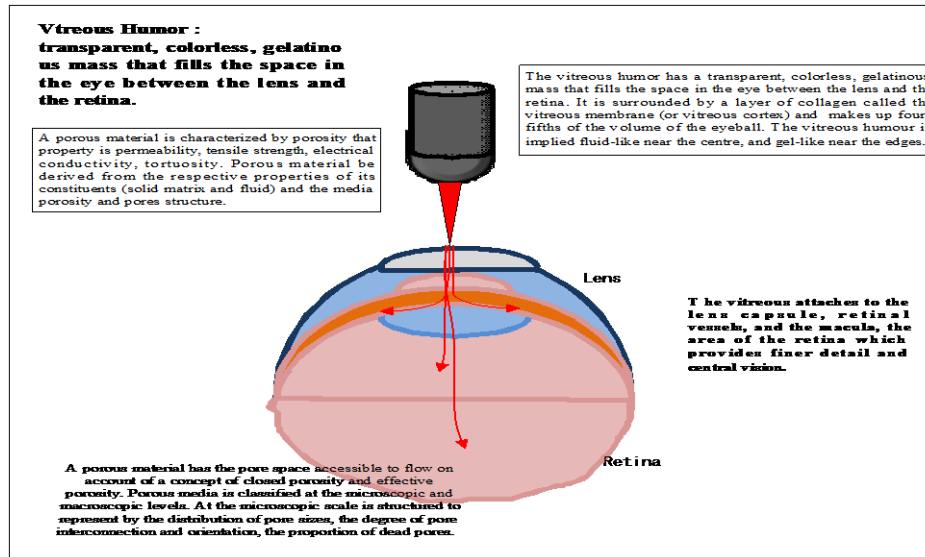 Vtreous Humor :
transparent, colorless, gelatino
us mass that fills the space in
the eye between the lens and
the retina.
A porous material is characterized by porosity that
property is permeability, tensile strength, electrical
conductivity, tortuosity. Porous material be
derived from the respective properties of its
constituents (solid matrix and fluid) and the media
porosity and pores structure.
The vitreous humor has a transparent, colorless, gelatinous
mass that fills the space in the eye between the lens and th
retina. It is surrounded by a layer of collagen called th
vitreous membrane (or vitreous cortex) and makes up four
fifths of the volume of the eyeball. The vitreous humour i
implied fluid-like near the centre, and gel-like near the edges.
Lens
T he vitreous attaches to the
lens capsule, retinal
vessels, and the macula, the
area of the retina which
provides finer detail and
central vision.
Retina
A porous material has the pore space accessible to flow on
account of a concept of closed porosity and effective
porosity. Porous media is classified at the microscopic and
macroscopic levels. At the microscopic scale is structured to
represent by the distribution of pore sizes, the degree of pore
interconnection and orientation, the proportion of dead pores.